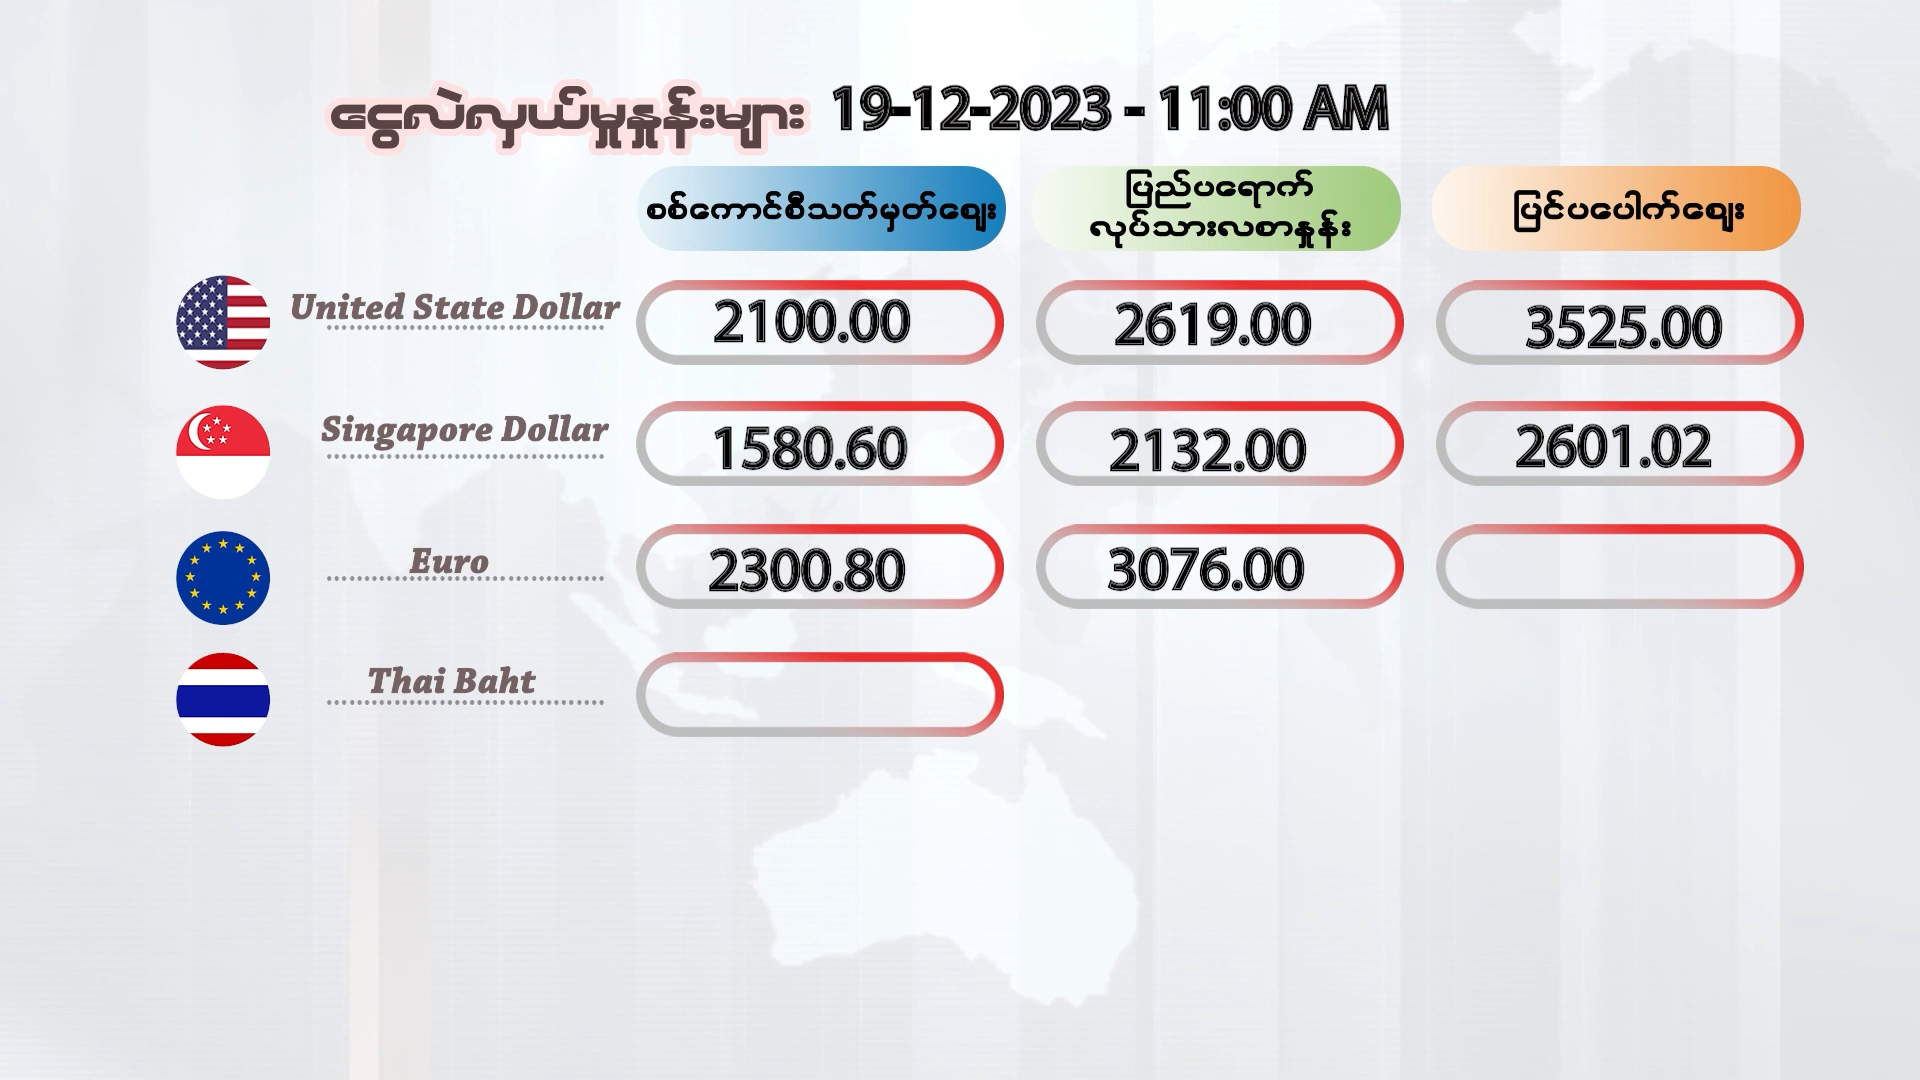 ငွေလဲလှယ်မှုနှုန်းများ 19-12-2023 - 11:00 AM
စစ်ကောင်စီသတ်မှတ်ဈေး ပြည်ပရောက် လုပ်သားလစာနှုန်း ပြင်ပပေါက်ဈေး
United State Dollar 2100.00 2619.00 3525.00
Singapore Dollar 1580.60 2132.00 2601.02
Euro 2300.80 3076.00
Thai Baht